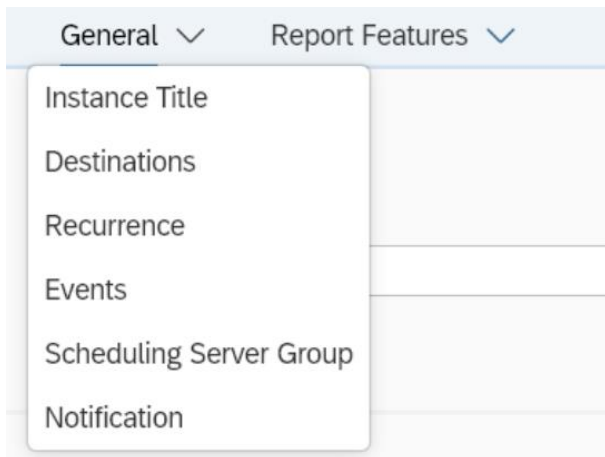 General Report Features
Instance Title
Destinations
Recurrence
Events
Scheduling Server Group
Notification